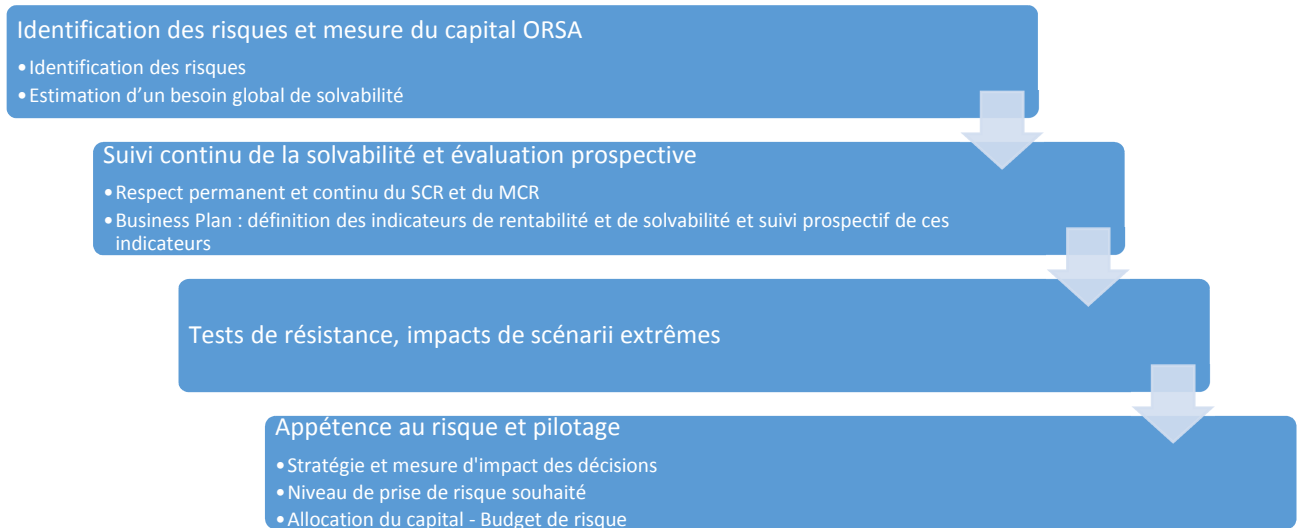 Identification des risques et mesure du capital ORSA
•Identification des risques
•Estimation d'un besoin global de solvabilité
Suivi continu de la solvabilité et évaluation prospective
•Respect permanent et continu du SCR et du MCR
•Business Plan : définition des indicateurs de rentabilité et de solvabilité et suivi prospectif de ces
indicateurs
Tests de résistance, impacts de scénarii extrêmes
Appétence au risque et pilotage
•Stratégie et mesure d'impact des décisions
•Niveau de prise de risque souhaité
•Allocation du capital - Budget de risque